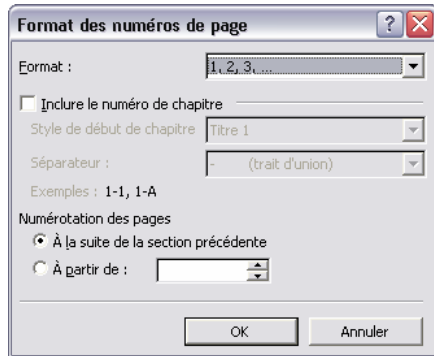 Format des numéros de page
Format : 1, 2, 3, ...
Inclure le numéro de chapitre
Style de début de chapitre Titre 1
Séparateur : - (trait d'union)
Exemples : 1-1, 1-A
Numérotation des pages
À la suite de la section précédente
À partir de :
OK Annuler